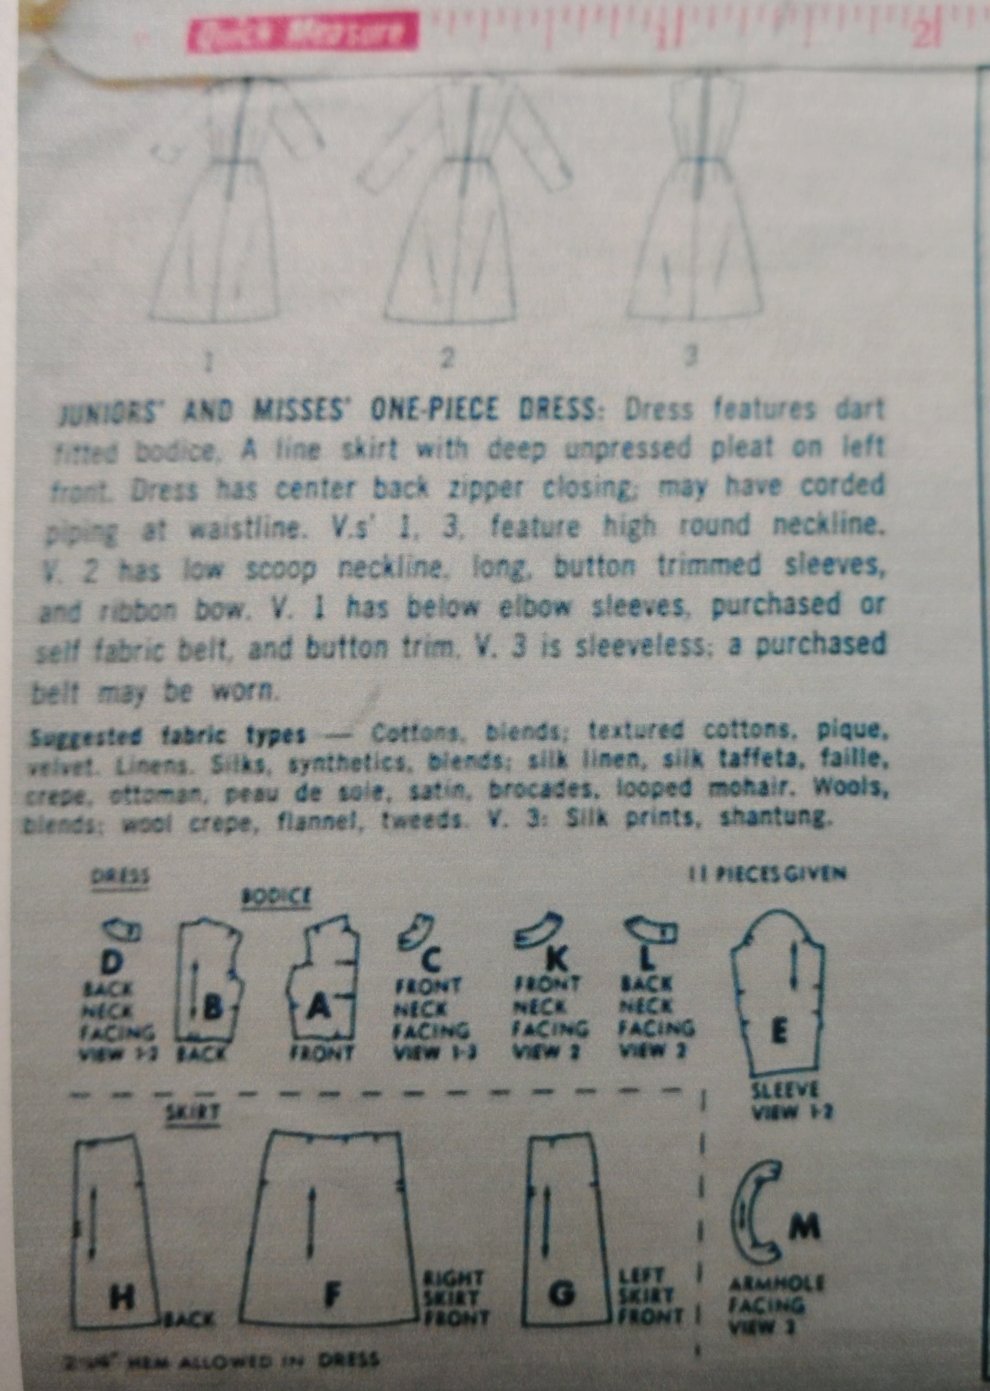 Quick Measure
1 2
1 2 3
JUNIORS' AND MISSES' ONE-PIECE DRESS: Dress features dart
fitted bodice, A line skirt with deep unpressed pleat on left
front. Dress has center back zipper closing; may have corded
piping at waistline. V.s' 1, 3, feature high round neckline.
V. 2 has low scoop neckline, long, button trimmed sleeves,
and ribbon bow. V. 1 has below elbow sleeves, purchased or
self fabric belt, and button trim. V. 3 is sleeveless; a purchased
belt may be worn.
Suggested fabric types — Cottons, blends; textured cottons, pique,
velvet. Linens. Silks, synthetics, blends; silk linen, silk taffeta, faille,
crepe, ottoman, peau de soie, satin, brocades, looped mohair. Wools,
blends; wool crepe, flannel, tweeds. V. 3: Silk prints, shantung.
DRESS
11 PIECES GIVEN
BODICE
D
BACK
NECK
FACING
VIEW 1-3
B
BACK
A
FRONT
C
FRONT
NECK
FACING
VIEW 1-3
K
FRONT
NECK
FACING
VIEW 2
L
BACK
NECK
FACING
VIEW 2
E
SLEEVE
VIEW 1-2
SKIRT
H
BACK
F
RIGHT
SKIRT
FRONT
G
LEFT
SKIRT
FRONT
M
ARMHOLE
FACING
VIEW 3
HEM ALLOWED IN DRESS